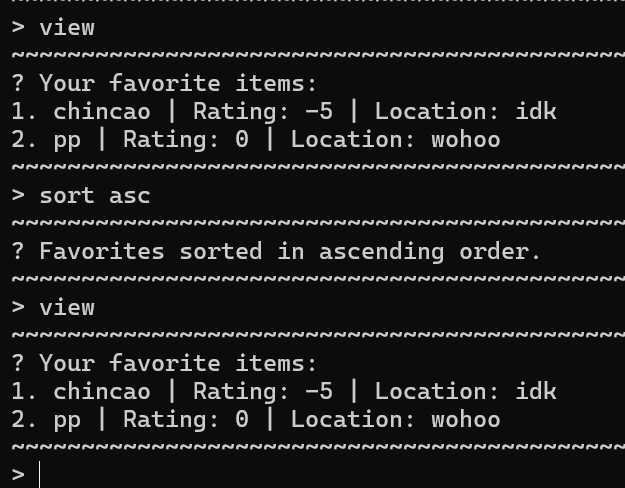 > view
~~~~~~~~~~~~~~~~~~~~~~~~~~~~~~~~~~~~~~~~~~~~
? Your favorite items:
1. chincao | Rating: -5 | Location: idk
2. pp | Rating: 0 | Location: wohoo
~~~~~~~~~~~~~~~~~~~~~~~~~~~~~~~~~~~~~~~~~~~~
> sort asc
~~~~~~~~~~~~~~~~~~~~~~~~~~~~~~~~~~~~~~~~~~~~
? Favorites sorted in ascending order.
~~~~~~~~~~~~~~~~~~~~~~~~~~~~~~~~~~~~~~~~~~~~
> view
~~~~~~~~~~~~~~~~~~~~~~~~~~~~~~~~~~~~~~~~~~~~
? Your favorite items:
1. chincao | Rating: -5 | Location: idk
2. pp | Rating: 0 | Location: wohoo
~~~~~~~~~~~~~~~~~~~~~~~~~~~~~~~~~~~~~~~~~~~~
>